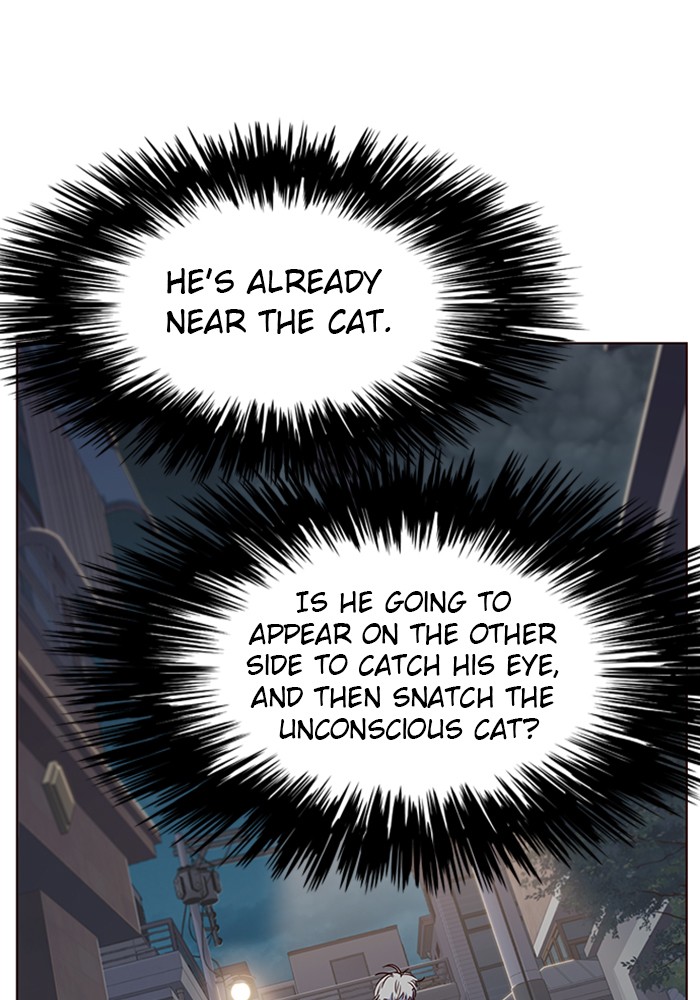 HE'S ALREADY
NEAR THE CAT.
IS HE GOING TO
APPEAR ON THE OTHER
SIDE TO CATCH HIS EYE,
AND THEN SNATCH THE
UNCONSCIOUS CAT?